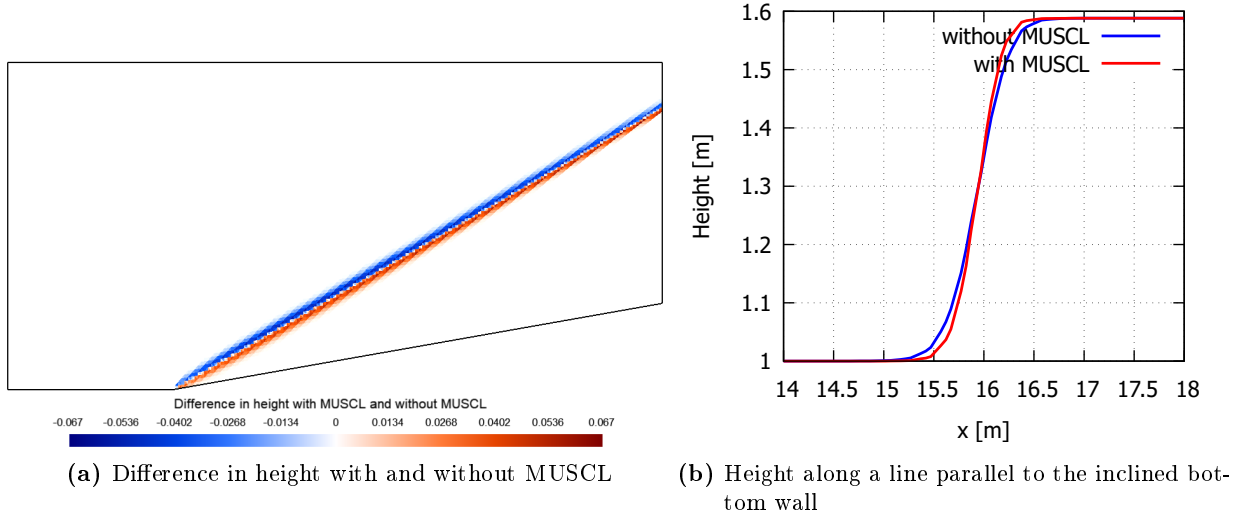 Difference in height with MUSCL and without MUSCL
-0.067 -0.0536 -0.0402 -0.0268 -0.0134 0 0.0134 0.0268 0.0402 0.0536 0.067
(a) Difference in height with and without MUSCL
1.6
without MUSCL
with MUSCL
1.5
1.4
1.3
1.2
1.1
1
Height [m]
14 14.5 15 15.5 16 16.5 17 17.5 18
x [m]
(b) Height along a line parallel to the inclined bot-
tom wall